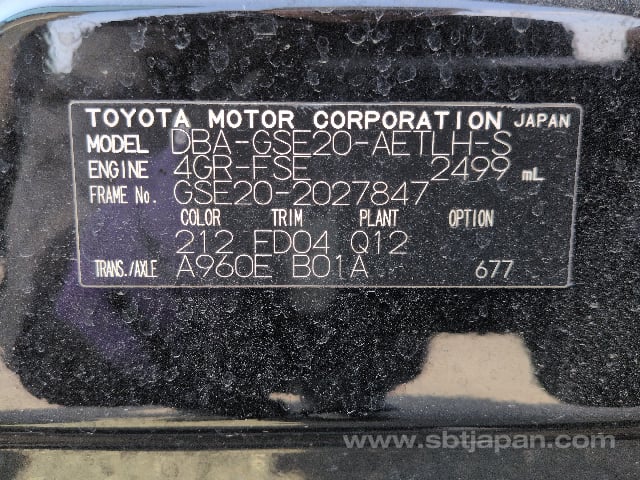 TOYOTA MOTOR CORPORATION JAPAN
MODEL DBA-GSE20-AETLH-S
ENGINE 4GR-FSE 2499 mL
FRAME No. GSE20-2027847
COLOR TRIM PLANT OPTION
212 FD04 Q12
TRANS./AXLE A960E B01A 677
www.sbtjapan.com